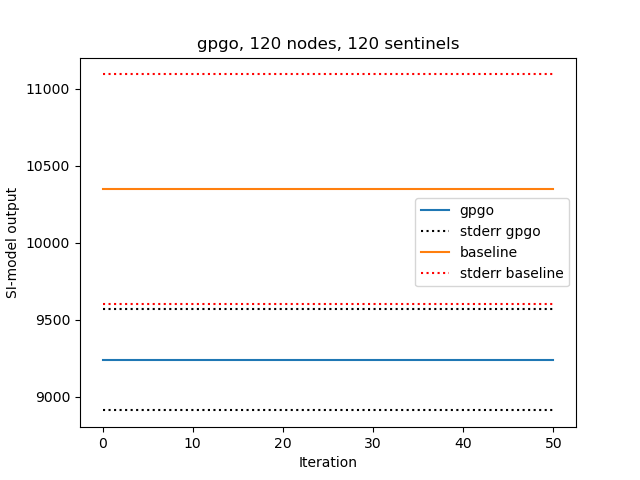 gpgo, 120 nodes, 120 sentinels
11000
10500
10000
9500
9000
SI-model output
gpgo
stderr gpgo
baseline
stderr baseline
0
10
20
30
40
50
Iteration